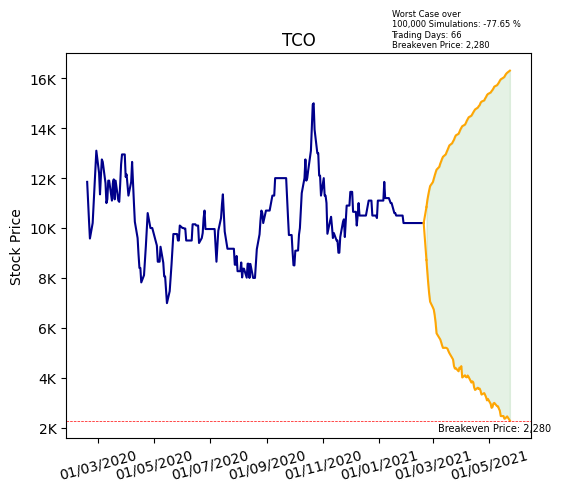 Worst Case over
100,000 Simulations: -77.65 %
Trading Days: 66
Breakeven Price: 2,280
TCO
Stock Price
16K
14K
12K
10K
8K
6K
4K
2K
Breakeven Price: 2,280
01/03/2020 01/05/2020 01/07/2020 01/09/2020 01/11/2020 01/01/2021 01/03/2021 01/05/2021